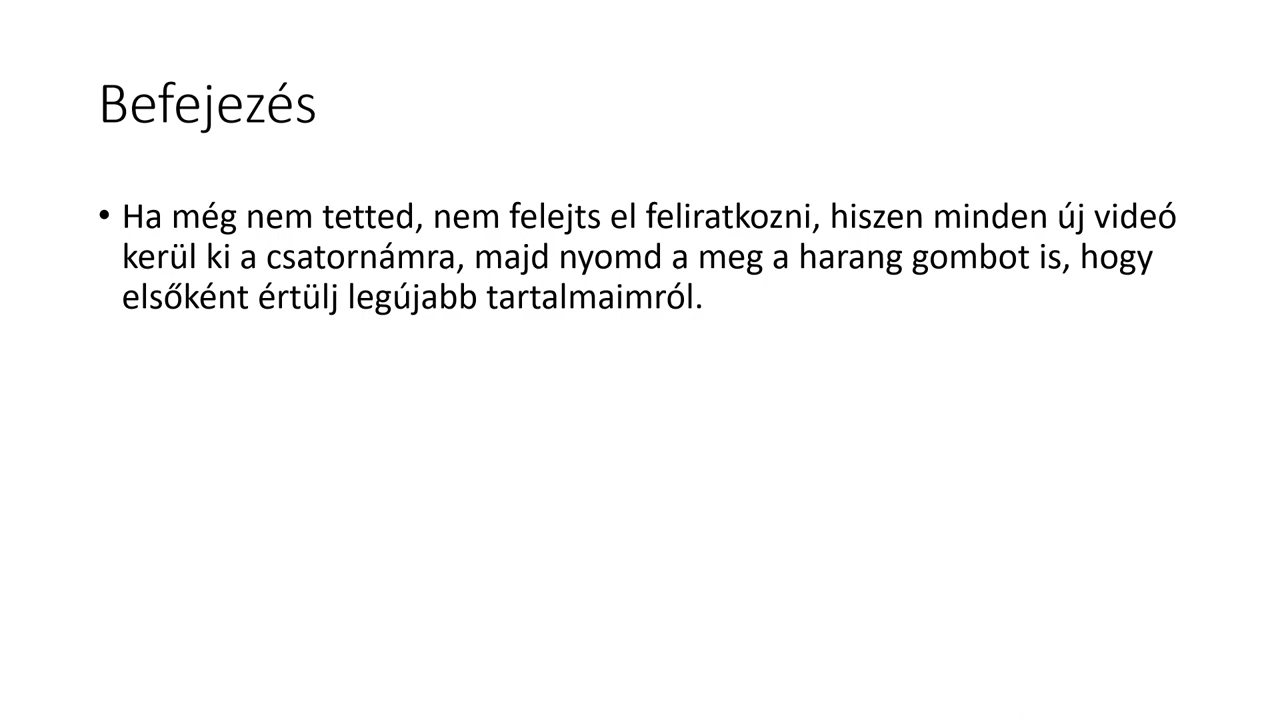 Befejezés
• Ha még nem tetted, nem felejts el feliratkozni, hiszen minden új videó
kerül ki a csatornámra, majd nyomd a meg a harang gombot is, hogy
elsőként értülj legújabb tartalmaimról.